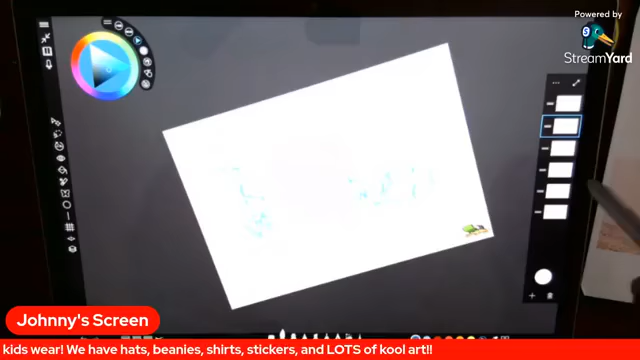 Powered by
StreamYard
Johnny's Screen
kids wear! We have hats, beanies, shirts, stickers, and LOTS of kool art!!